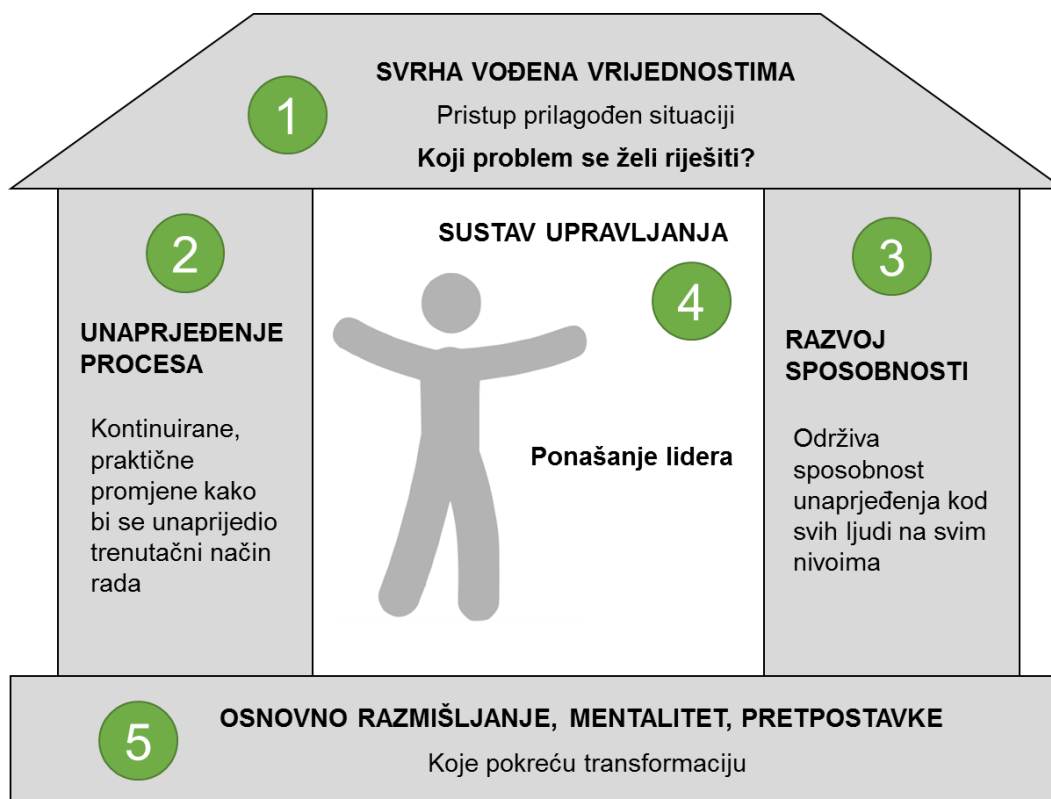 1
SVRHA VOĐENA VRIJEDNOSTIMA
Pristup prilagođen situaciji
Koji problem se želi riješiti?
2
UNAPRJEĐENJE
PROCESA
Kontinuirane,
praktične
promjene kako
bi se unaprijedio
trenutačni način
rada
SUSTAV UPRAVLJANJA
4
Ponašanje lidera
3
RAZVOJ
SPOSOBNOSTI
Održiva
sposobnost
unaprjeđenja kod
svih ljudi na svim
nivoima
5
OSNOVNO RAZMIŠLJANJE, MENTALITET, PRETPOSTAVKE
Koje pokreću transformaciju